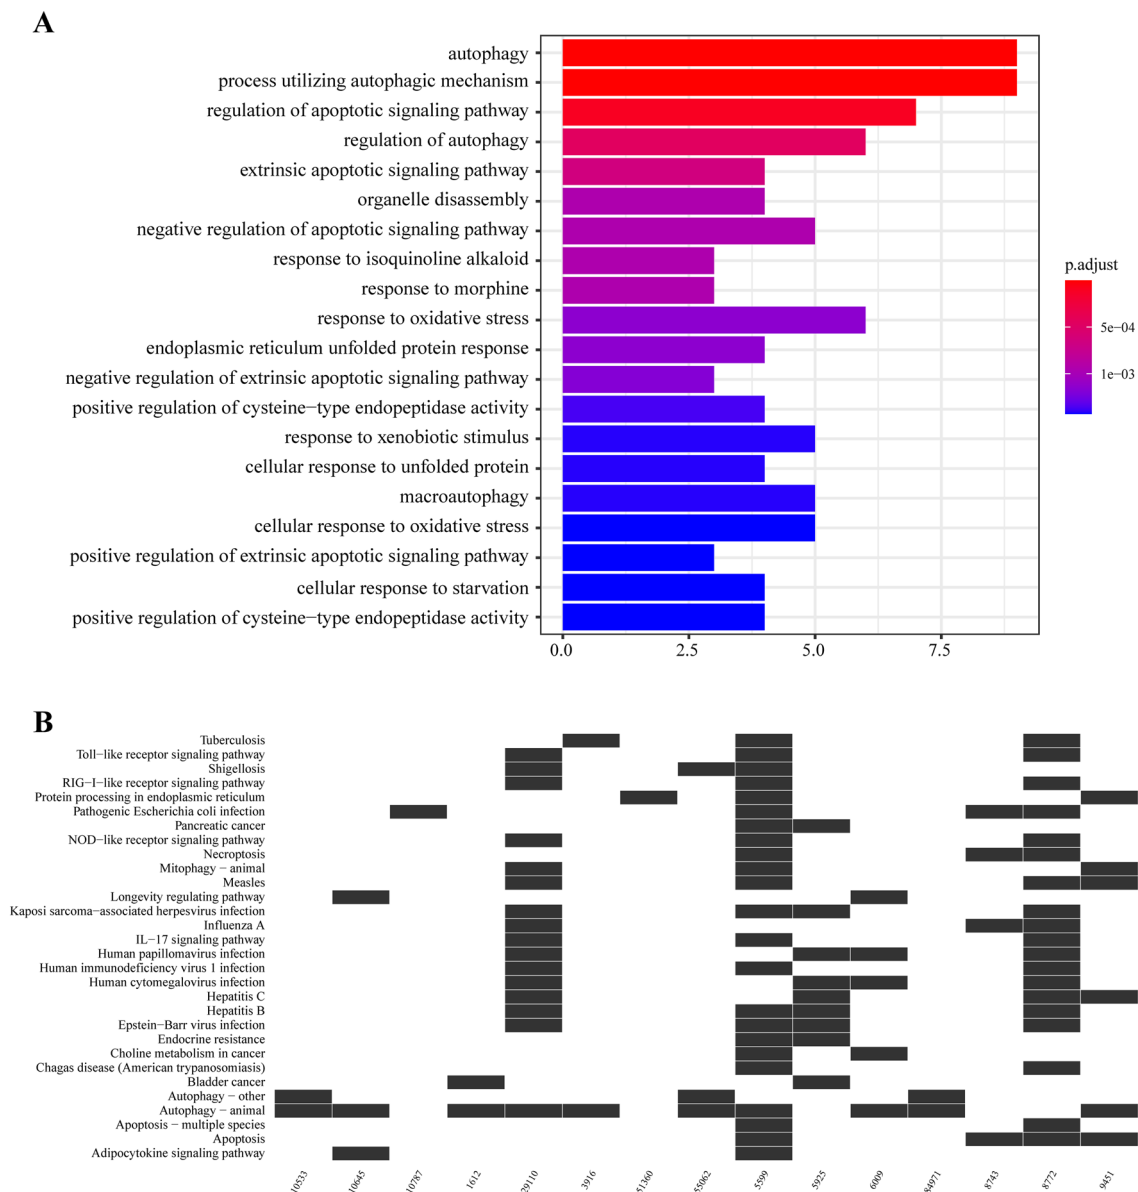 A
autophagy
process utilizing autophagic mechanism
regulation of apoptotic signaling pathway
regulation of autophagy
extrinsic apoptotic signaling pathway
organelle disassembly
negative regulation of apoptotic signaling pathway
response to isoquinoline alkaloid
response to morphine
response to oxidative stress
endoplasmic reticulum unfolded protein response
negative regulation of extrinsic apoptotic signaling pathway
positive regulation of cysteine−type endopeptidase activity
response to xenobiotic stimulus
cellular response to unfolded protein
macroautophagy
cellular response to oxidative stress
positive regulation of extrinsic apoptotic signaling pathway
cellular response to starvation
positive regulation of cysteine−type endopeptidase activity
0.0 2.5 5.0 7.5
p.adjust
5e−04
1e−03
B
Tuberculosis
Toll−like receptor signaling pathway
Shigellosis
RIG−I−like receptor signaling pathway
Protein processing in endoplasmic reticulum
Pathogenic Escherichia coli infection
Pancreatic cancer
NOD−like receptor signaling pathway
Necroptosis
Mitophagy − animal
Measles
Longevity regulating pathway
Kaposi sarcoma−associated herpesvirus infection
Influenza A
IL−17 signaling pathway
Human papillomavirus infection
Human immunodeficiency virus 1 infection
Human cytomegalovirus infection
Hepatitis C
Hepatitis B
Epstein−Barr virus infection
Endocrine resistance
Choline metabolism in cancer
Chagas disease (American trypanosomiasis)
Bladder cancer
Autophagy − other
Autophagy − animal
Apoptosis − multiple species
Apoptosis
Adipocytokine signaling pathway
10533 10645 10787 1612 29110 3916 51360 55062 5599 5925 6009 84971 8743 8772 9451